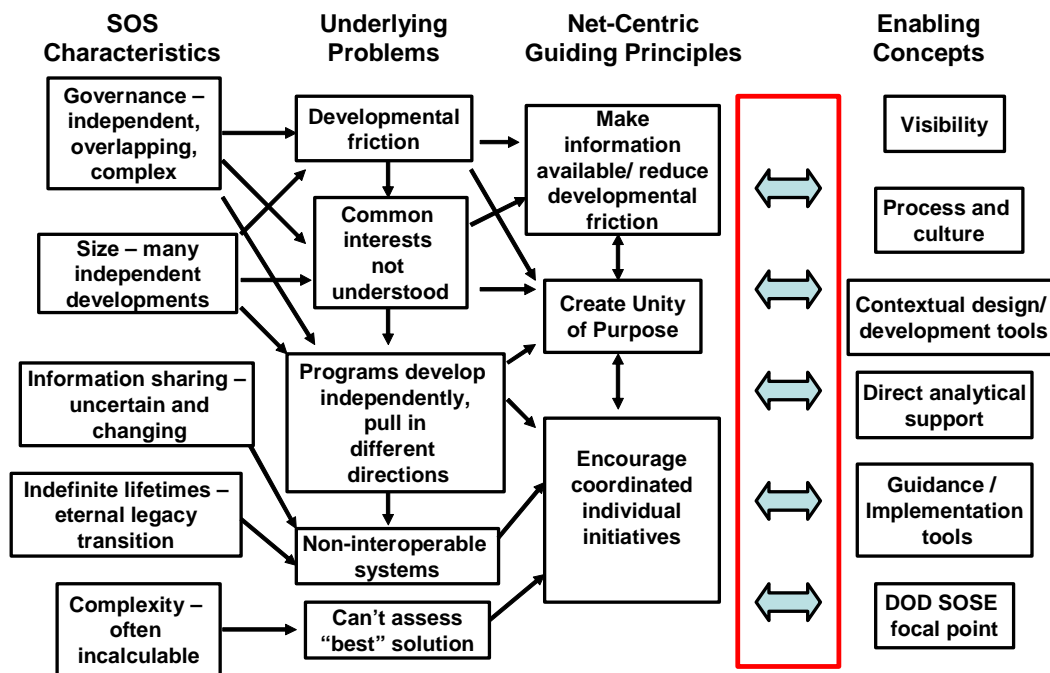 SOS
Characteristics
Underlying
Problems
Net-Centric
Guiding Principles
Enabling
Concepts
Governance –
independent,
overlapping,
complex
Size – many
independent
developments
Information sharing –
uncertain and
changing
Indefinite lifetimes –
eternal legacy
transition
Complexity –
often
incalculable
Developmental
friction
Common
interests
not
understood
Programs develop
independently,
pull in
different
directions
Non-interoperable
systems
Can't assess
“best” solution
Make
information
available/ reduce
developmental
friction
Create Unity
of Purpose
Encourage
coordinated
individual
initiatives
Visibility
Process and
culture
Contextual design/
development tools
Direct analytical
support
Guidance /
Implementation
tools
DOD SOSE
focal point